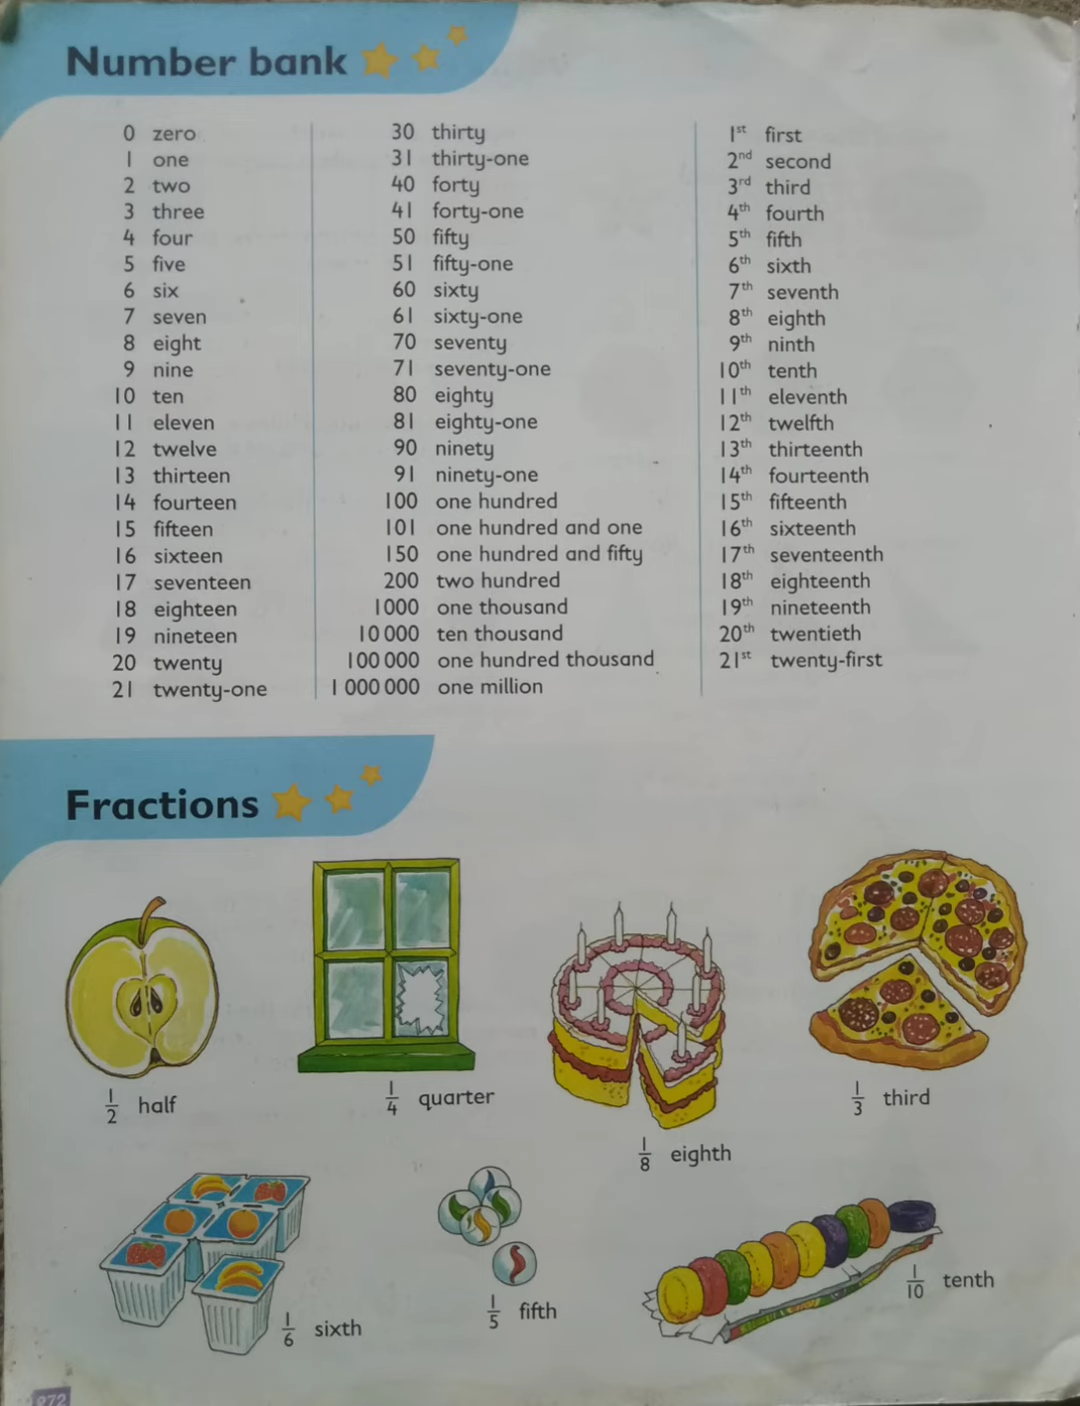 Number bank
0 zero
1 one
2 two
3 three
4 four
5 five
6 six
7 seven
8 eight
9 nine
10 ten
11 eleven
12 twelve
13 thirteen
14 fourteen
15 fifteen
16 sixteen
17 seventeen
18 eighteen
19 nineteen
20 twenty
21 twenty-one
30 thirty
31 thirty-one
40 forty
41 forty-one
50 fifty
51 fifty-one
60 sixty
61 sixty-one
70 seventy
71 seventy-one
80 eighty
81 eighty-one
90 ninety
91 ninety-one
100 one hundred
101 one hundred and one
150 one hundred and fifty
200 two hundred
1000 one thousand
10 000 ten thousand
100 000 one hundred thousand
1 000 000 one million
1st first
2nd second
3rd third
4th fourth
5th fifth
6th sixth
7th seventh
8th eighth
9th ninth
10th tenth
11th eleventh
12th twelfth
13th thirteenth
14th fourteenth
15th fifteenth
16th sixteenth
17th seventeenth
18th eighteenth
19th nineteenth
20th twentieth
21st twenty-first
Fractions
1/2 half
1/4 quarter
1/8 eighth
1/3 third
1/6 sixth
1/5 fifth
1/10 tenth